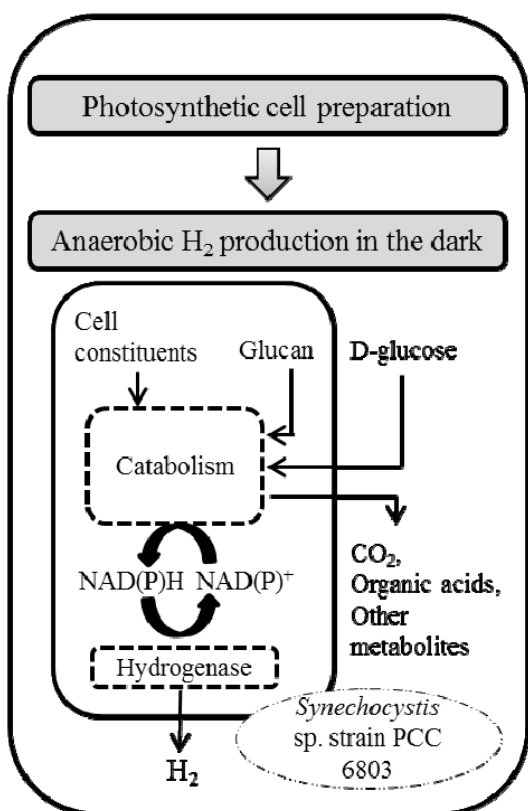 Photosynthetic cell preparation
Anaerobic H₂ production in the dark
Cell
constituents
Glucan
D-glucose
Catabolism
CO₂,
Organic acids,
Other
metabolites
NAD(P)H
NAD(P)⁺
Hydrogenase
H₂
Synechocystis
sp. strain PCC
6803